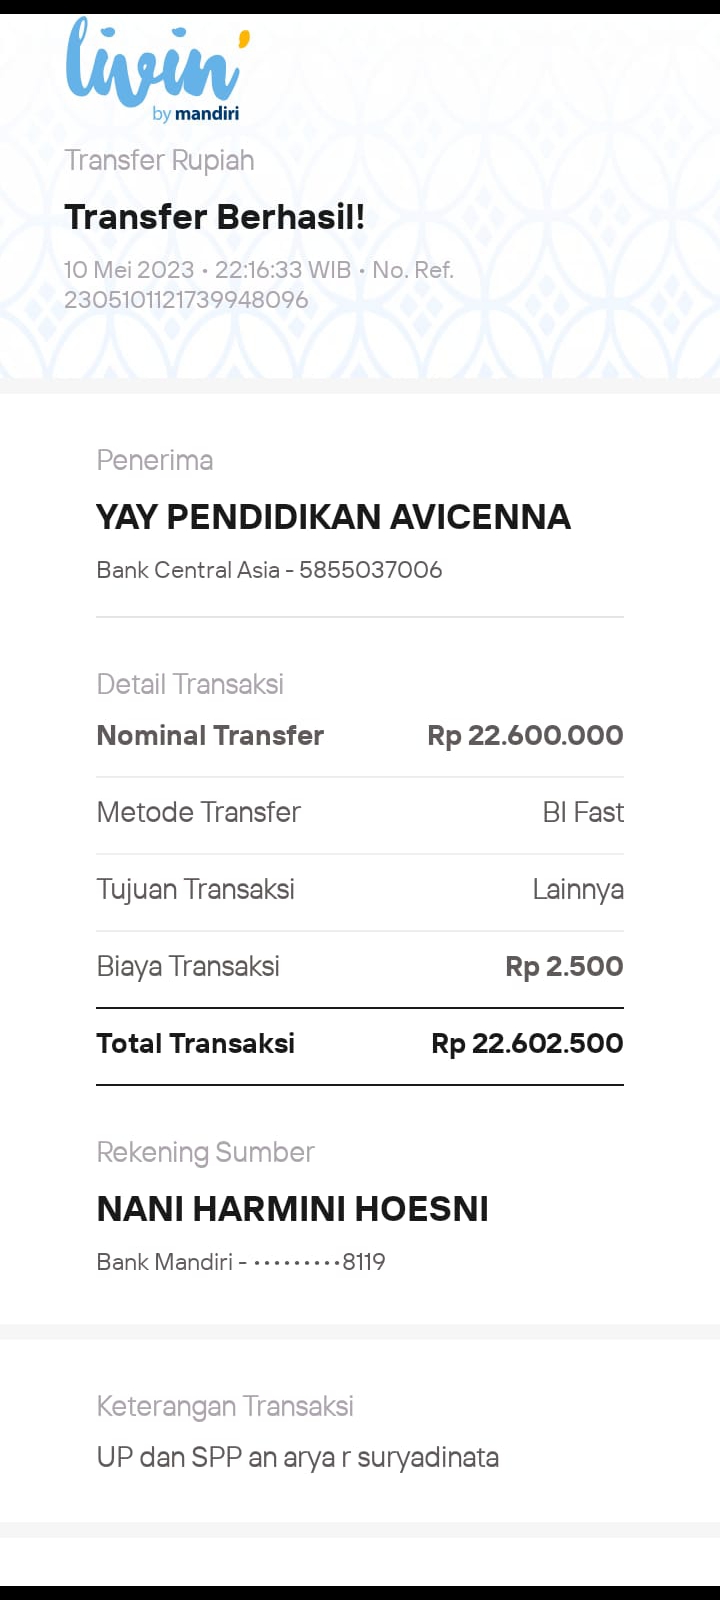 livin'
by mandiri
Transfer Rupiah
Transfer Berhasil!
10 Mei 2023 • 22:16:33 WIB • No. Ref.
2305101121739948096
Penerima
YAY PENDIDIKAN AVICENNA
Bank Central Asia - 5855037006
Detail Transaksi
Nominal Transfer Rp 22.600.000
Metode Transfer BI Fast
Tujuan Transaksi Lainnya
Biaya Transaksi Rp 2.500
Total Transaksi Rp 22.602.500
Rekening Sumber
NANI HARMINI HOESNI
Bank Mandiri - •••••••••8119
Keterangan Transaksi
UP dan SPP an arya r suryadinata